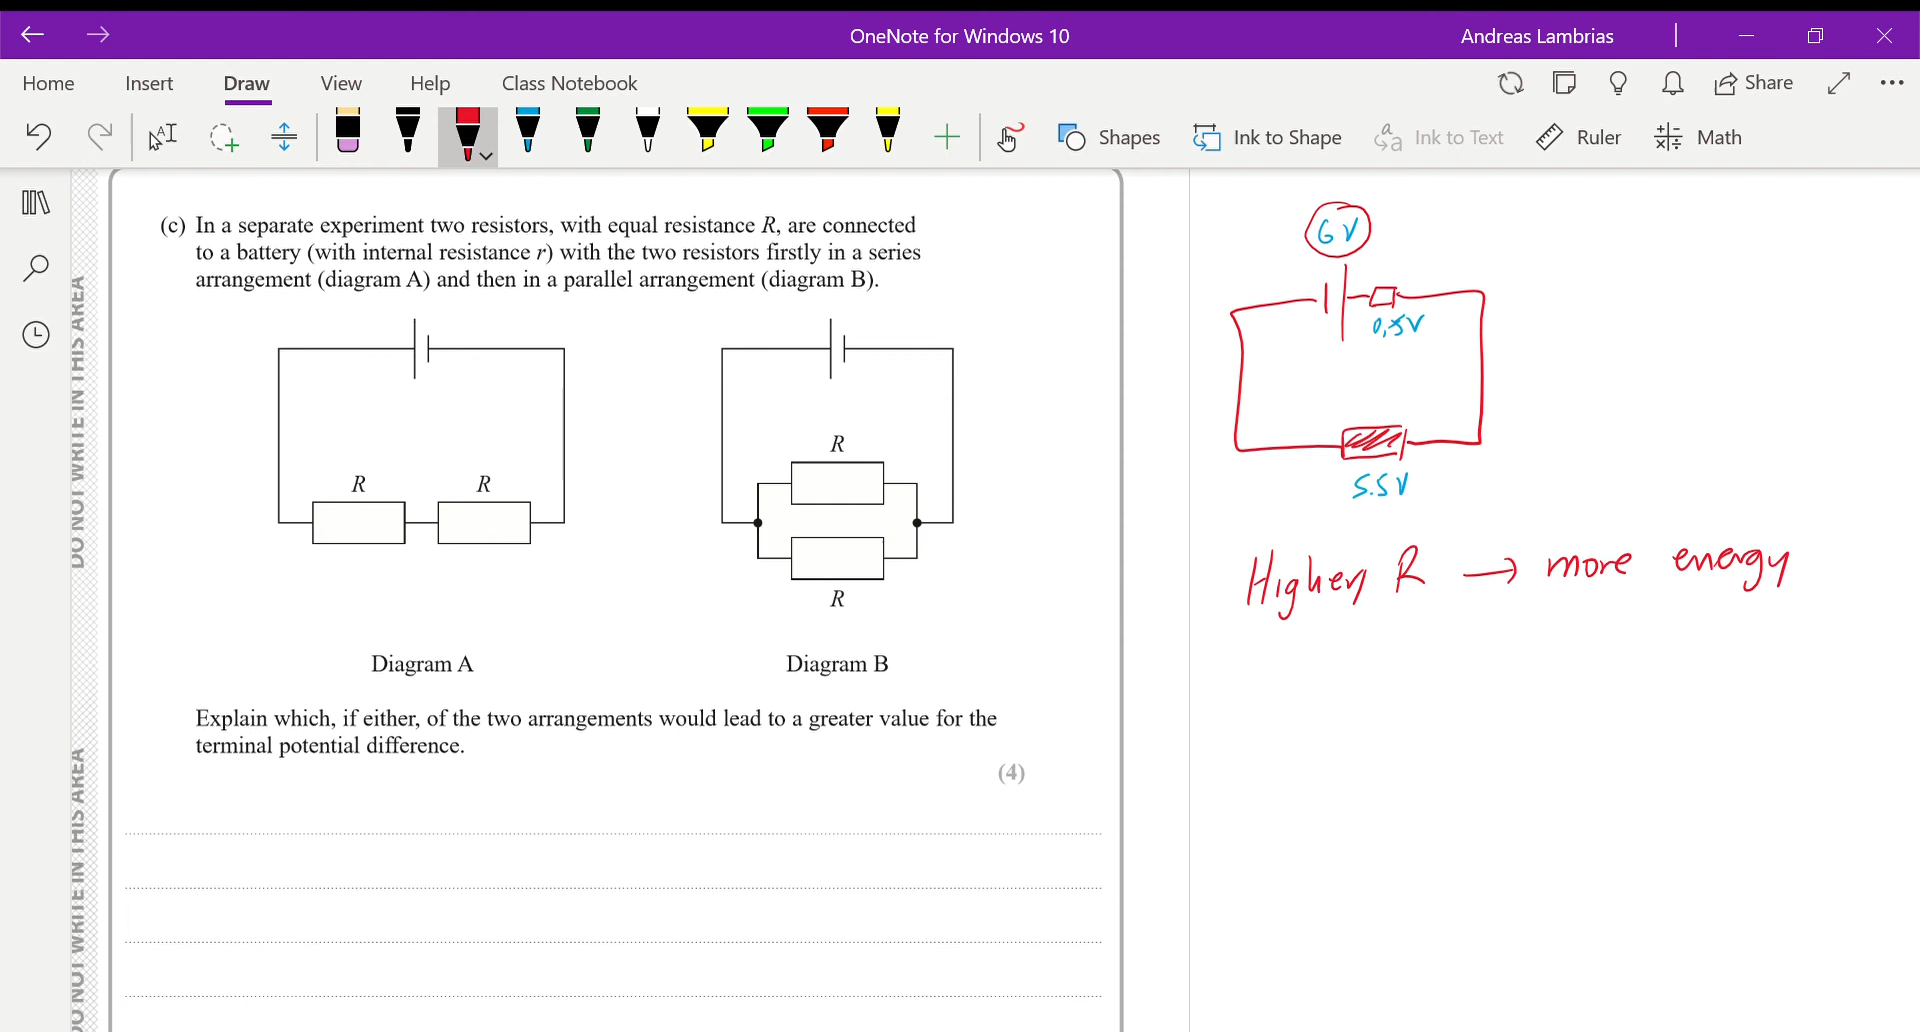 OneNote for Windows 10
Andreas Lambrias
Home Insert Draw View Help Class Notebook
Share
Shapes Ink to Shape Ink to Text Ruler Math
DO NOT WRITE IN THIS AREA
DO NOT WRITE IN THIS AREA
(c) In a separate experiment two resistors, with equal resistance R, are connected
to a battery (with internal resistance r) with the two resistors firstly in a series
arrangement (diagram A) and then in a parallel arrangement (diagram B).
R R
R
R
Diagram A Diagram B
Explain which, if either, of the two arrangements would lead to a greater value for the
terminal potential difference.
(4)
6 V
0,5V
5.5V
Higher R → more energy